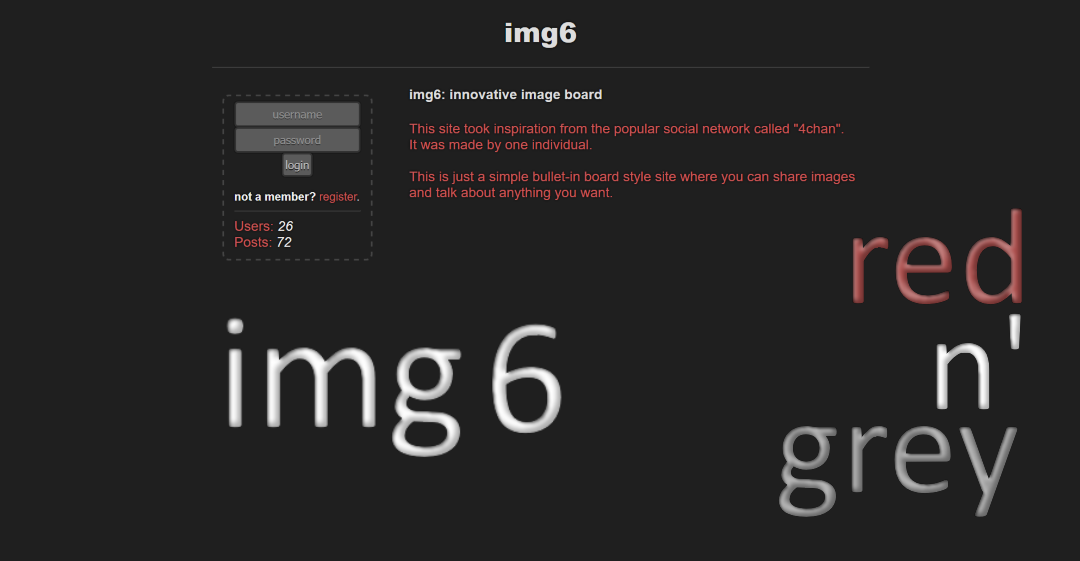 img6
username
password
login
not a member? register.
Users: 26
Posts: 72
img6: innovative image board
This site took inspiration from the popular social network called "4chan".
It was made by one individual.
This is just a simple bullet-in board style site where you can share images
and talk about anything you want.
img 6
red
n'
grey